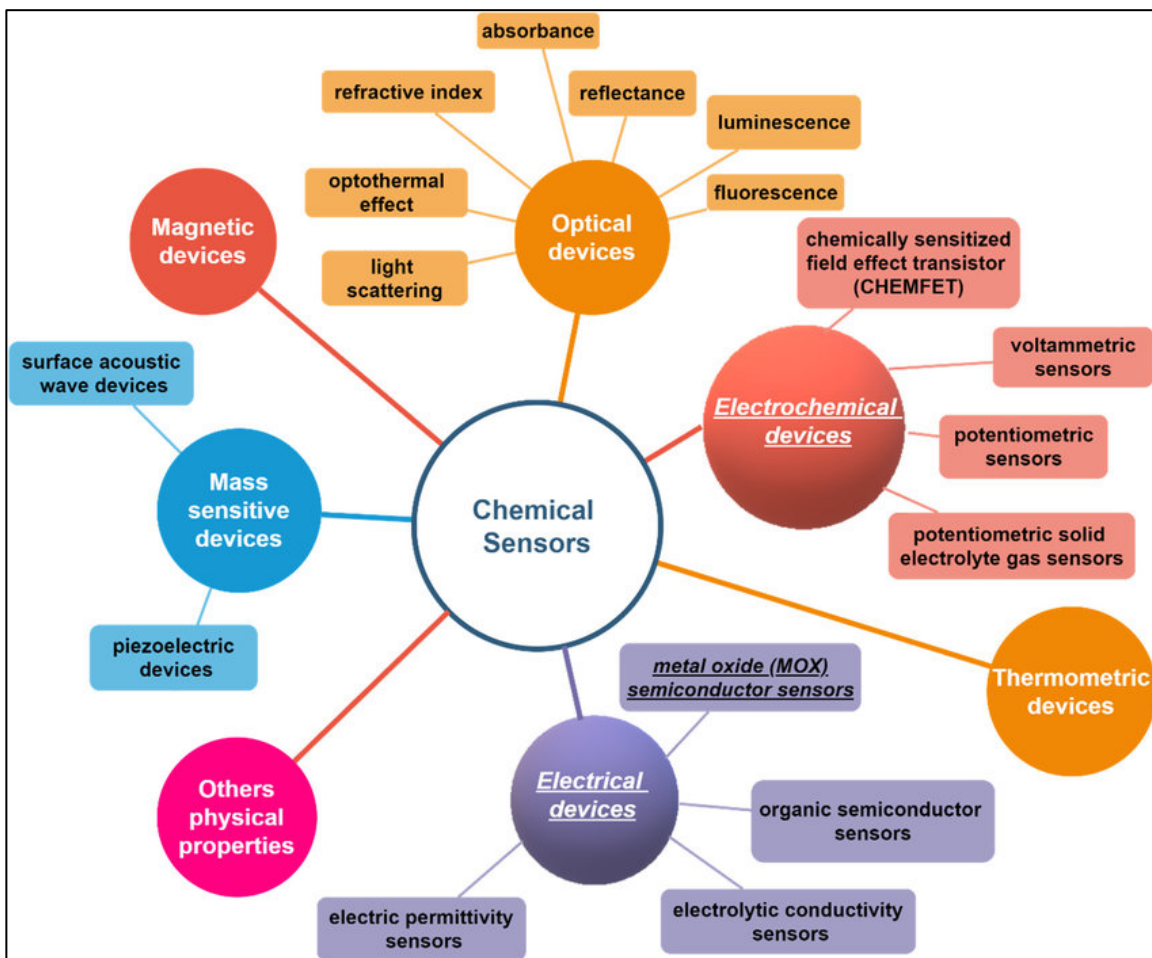 absorbance
refractive index
reflectance
luminescence
optothermal
effect
fluorescence
light
scattering
Optical
devices
Magnetic
devices
chemically sensitized
field effect transistor
(CHEMFET)
voltammetric
sensors
Electrochemical
devices
potentiometric
sensors
potentiometric solid
electrolyte gas sensors
surface acoustic
wave devices
Mass
sensitive
devices
piezoelectric
devices
Chemical
Sensors
Thermometric
devices
metal oxide (MOX)
semiconductor sensors
Electrical
devices
organic semiconductor
sensors
electrolytic conductivity
sensors
electric permittivity
sensors
Others
physical
properties